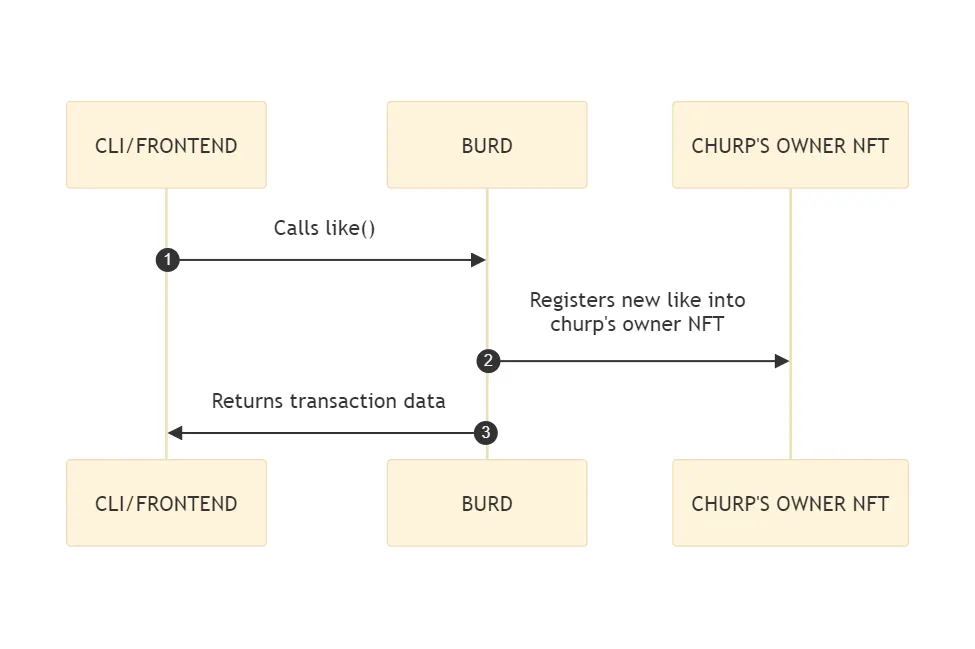 CLI/FRONTEND
BURD
CHURP'S OWNER NFT
Calls like()
1
Registers new like into
churp's owner NFT
2
Returns transaction data
3
CLI/FRONTEND
BURD
CHURP'S OWNER NFT